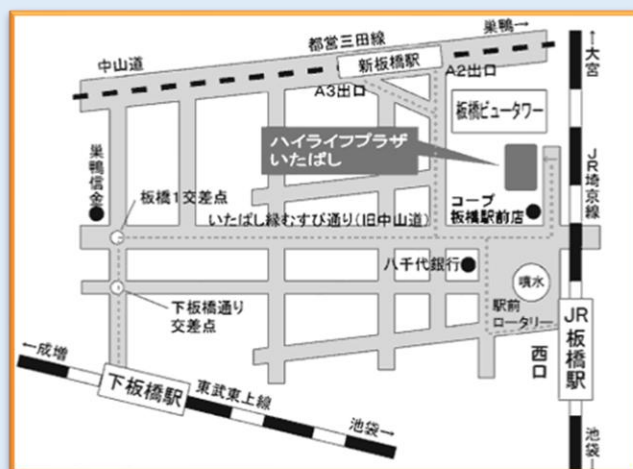 巣鴨→
都営三田線
中山道
新板橋駅
A2出口
A3出口
↑大宮
板橋ビュータワー
ハイライフプラザ
いたばし
JR埼京線
巣鴨信金
板橋1交差点
コープ
板橋駅前店
いたばし縁むすび通り(旧中山道)
八千代銀行
噴水
下板橋通り
交差点
駅前
ロータリー
JR板橋駅
西口
←成増
下板橋駅
東武東上線
池袋→
池袋→